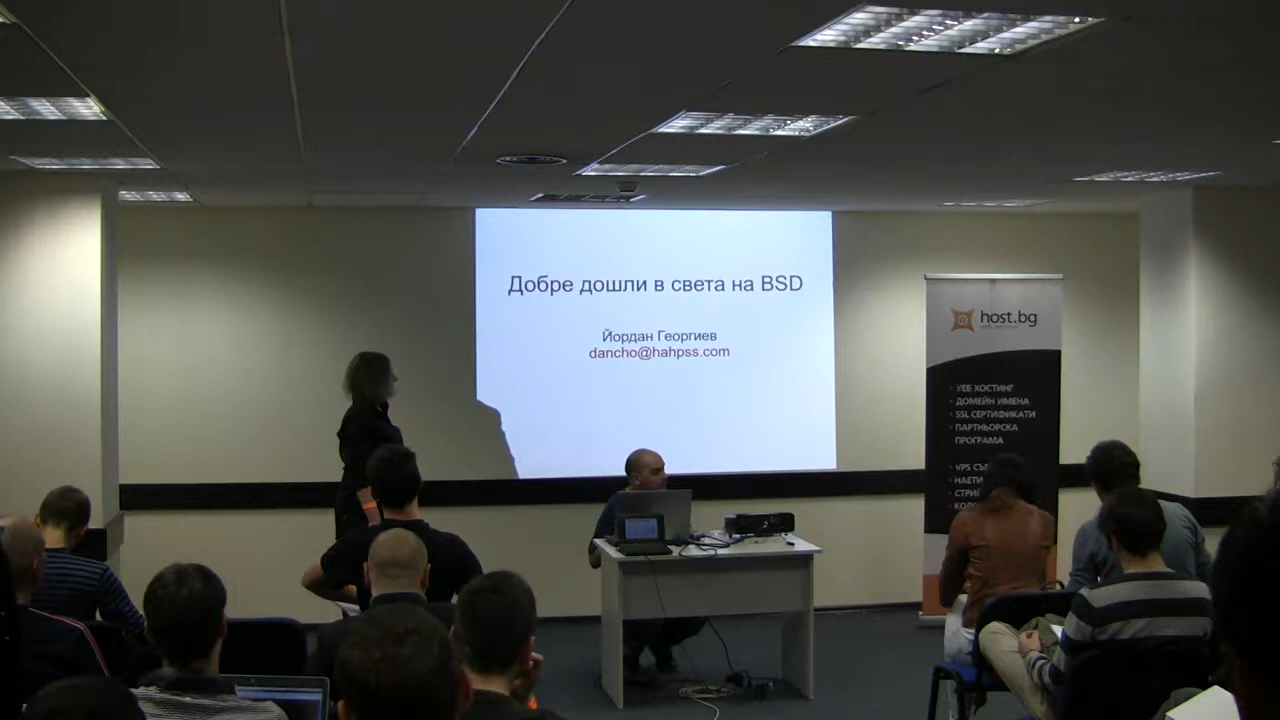 Добре дошли в света на BSD
Йордан Георгиев
dancho@hahpss.com
host.bg
• УЕБ ХОСТИНГ
• ДОМЕЙН ИМЕНА
• SSL СЕРТИФИКАТИ
• ПАРТНЬОРСКА
ПРОГРАМА
• VPS